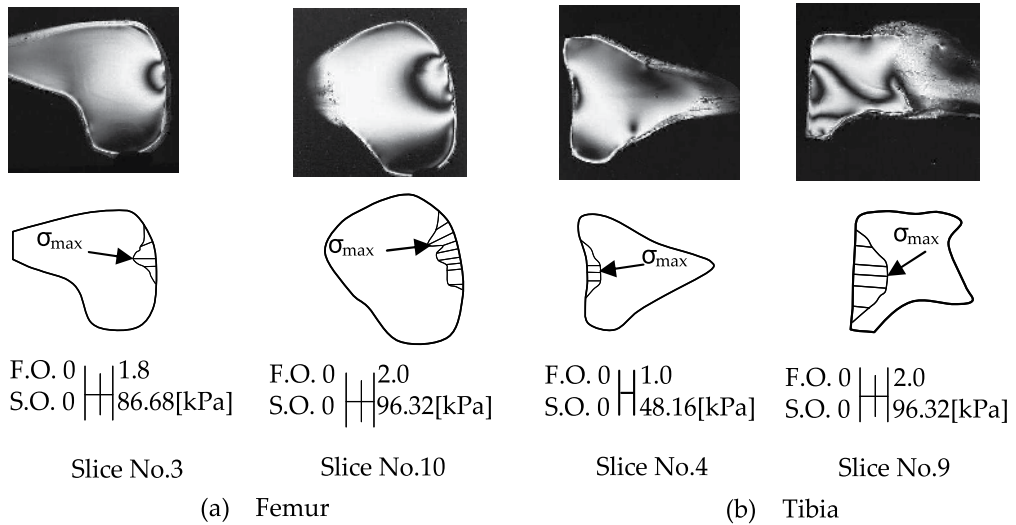 σmax
σmax
σmax
σmax
F.O. 0 1.8
S.O. 0 86.68[kPa]
F.O. 0 2.0
S.O. 0 96.32[kPa]
F.O. 0 1.0
S.O. 0 48.16[kPa]
F.O. 0 2.0
S.O. 0 96.32[kPa]
Slice No.3
Slice No.10
Slice No.4
Slice No.9
(a) Femur
(b) Tibia